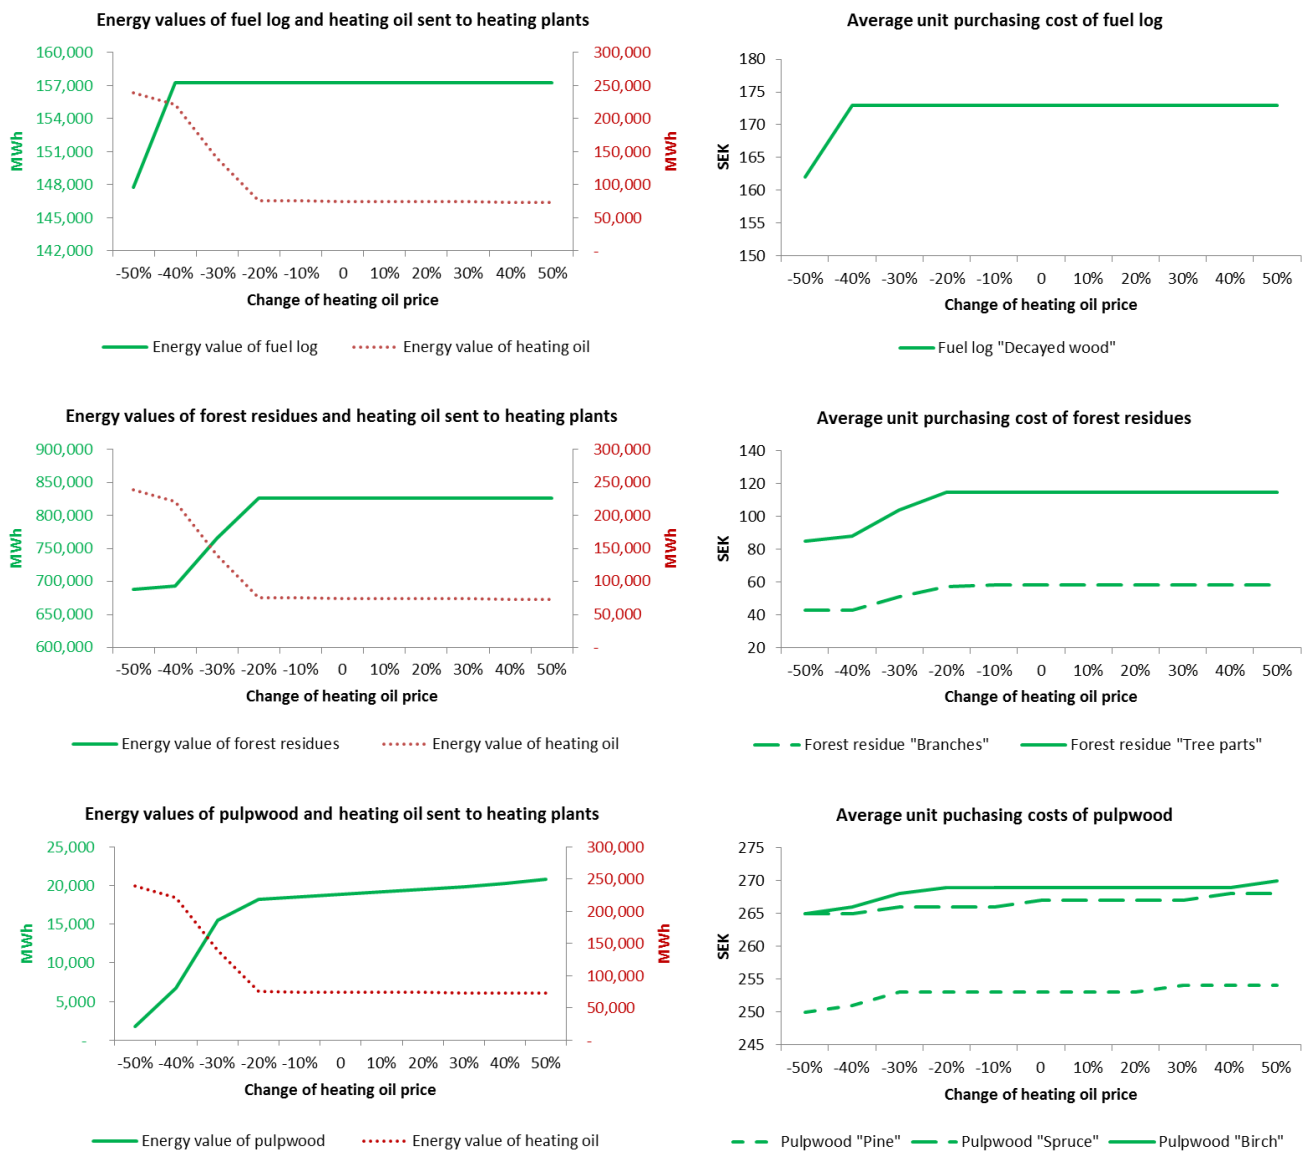 Energy values of fuel log and heating oil sent to heating plants
160,000
157,000
154,000
151,000
148,000
145,000
142,000
MWh
300,000
250,000
200,000
150,000
100,000
50,000
-
MWh
-50% -40% -30% -20% -10% 0 10% 20% 30% 40% 50%
Change of heating oil price
Energy value of fuel log Energy value of heating oil
Average unit purchasing cost of fuel log
180
175
170
165
160
155
150
SEK
-50% -40% -30% -20% -10% 0 10% 20% 30% 40% 50%
Change of heating oil price
Fuel log "Decayed wood"
Energy values of forest residues and heating oil sent to heating plants
900,000
850,000
800,000
750,000
700,000
650,000
600,000
MWh
300,000
250,000
200,000
150,000
100,000
50,000
-
MWh
-50% -40% -30% -20% -10% 0 10% 20% 30% 40% 50%
Change of heating oil price
Energy value of forest residues Energy value of heating oil
Average unit purchasing cost of forest residues
140
120
100
80
60
40
20
SEK
-50% -40% -30% -20% -10% 0 10% 20% 30% 40% 50%
Change of heating oil price
Forest residue "Branches" Forest residue "Tree parts"
Energy values of pulpwood and heating oil sent to heating plants
25,000
20,000
15,000
10,000
5,000
-
MWh
300,000
250,000
200,000
150,000
100,000
50,000
-
MWh
-50% -40% -30% -20% -10% 0 10% 20% 30% 40% 50%
Change of heating oil price
Energy value of pulpwood Energy value of heating oil
Average unit puchasing costs of pulpwood
275
270
265
260
255
250
245
SEK
-50% -40% -30% -20% -10% 0 10% 20% 30% 40% 50%
Change of heating oil price
Pulpwood "Pine" Pulpwood "Spruce" Pulpwood "Birch"